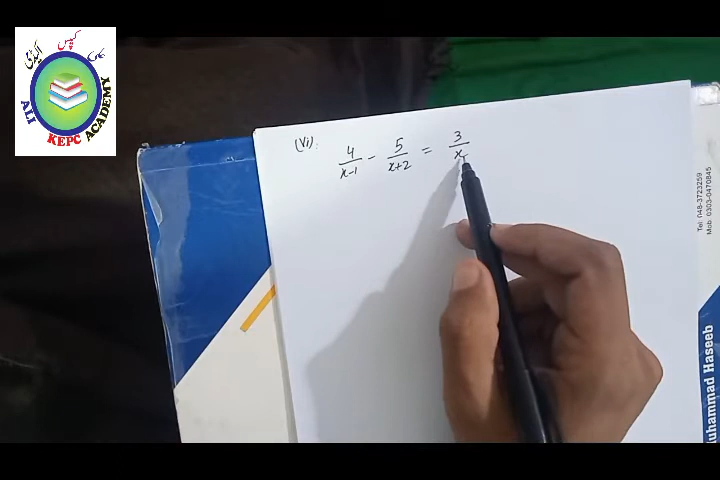 علی کیپس اکیڈمی
ALI KEPC ACADEMY
(vi):
4/(x-1) - 5/(x+2) = 3/x
Tel: 048-3723259
Mob: 0303-0470845
uhammad Haseeb